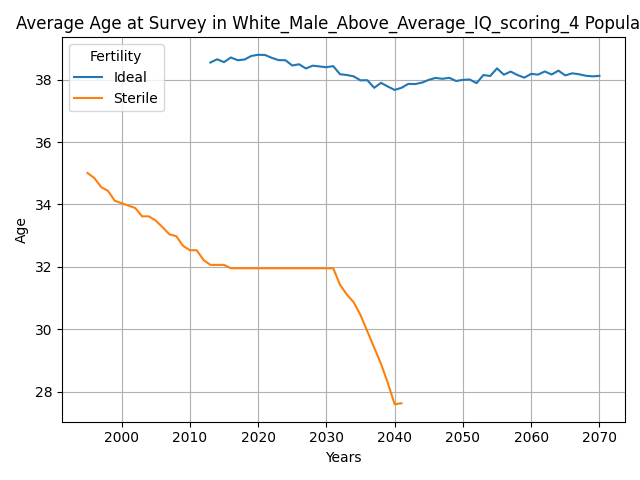 Average Age at Survey in White_Male_Above_Average_IQ_scoring_4 Popula
Fertility
Ideal
Sterile
Age
38
36
34
32
30
28
2000 2010 2020 2030 2040 2050 2060 2070
Years